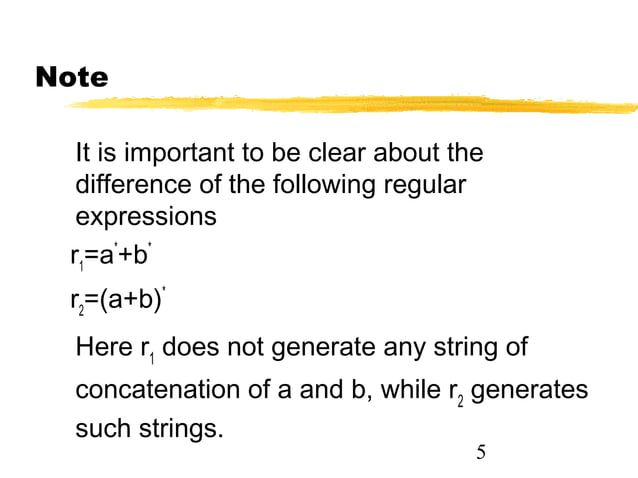 Note
It is important to be clear about the
difference of the following regular
expressions
r₁=a*+b*
r₂=(a+b)*
Here r₁ does not generate any string of
concatenation of a and b, while r₂ generates
such strings.
5